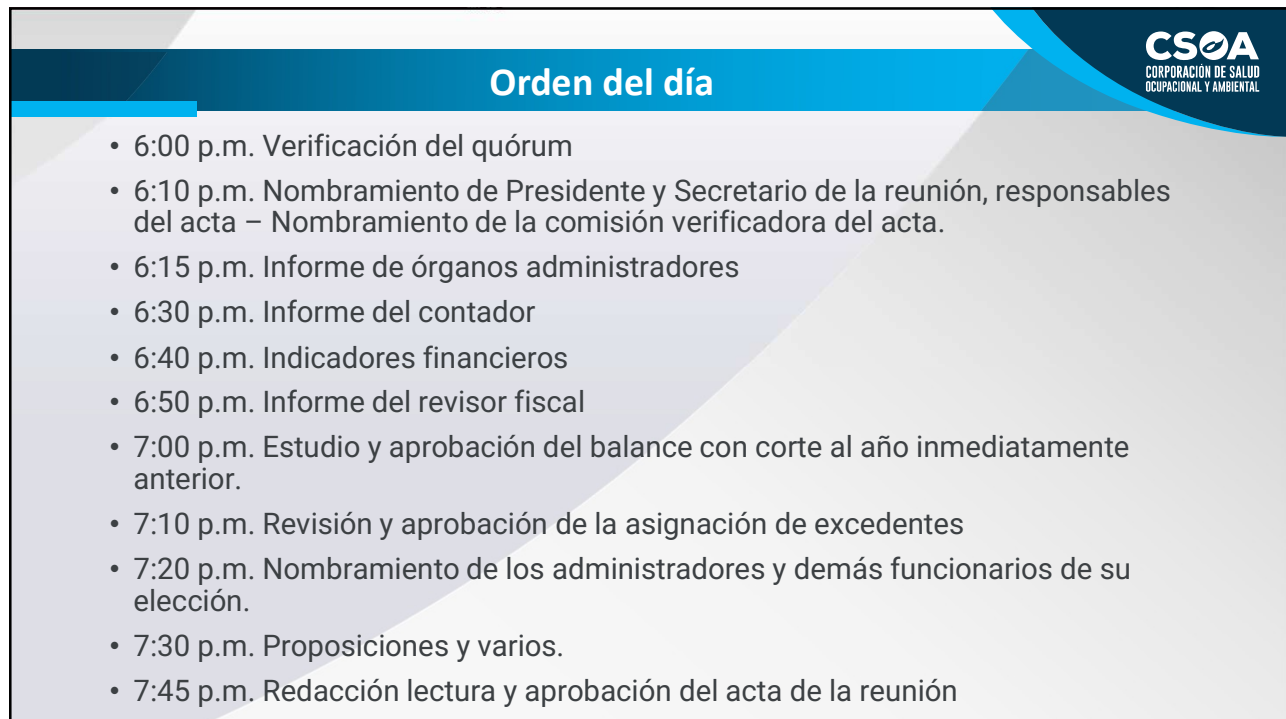 CSOA
CORPORACIÓN DE SALUD
OCUPACIONAL Y AMBIENTAL
Orden del día
• 6:00 p.m. Verificación del quórum
• 6:10 p.m. Nombramiento de Presidente y Secretario de la reunión, responsables
del acta – Nombramiento de la comisión verificadora del acta.
• 6:15 p.m. Informe de órganos administradores
• 6:30 p.m. Informe del contador
• 6:40 p.m. Indicadores financieros
• 6:50 p.m. Informe del revisor fiscal
• 7:00 p.m. Estudio y aprobación del balance con corte al año inmediatamente
anterior.
• 7:10 p.m. Revisión y aprobación de la asignación de excedentes
• 7:20 p.m. Nombramiento de los administradores y demás funcionarios de su
elección.
• 7:30 p.m. Proposiciones y varios.
• 7:45 p.m. Redacción lectura y aprobación del acta de la reunión